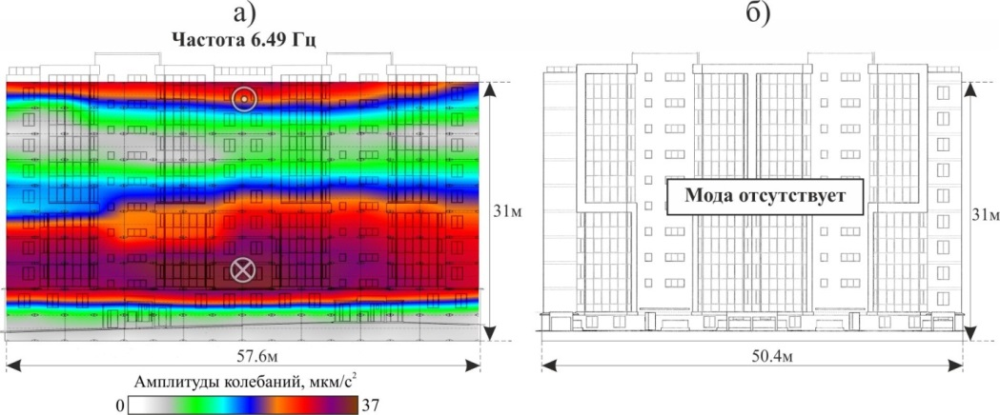 а)
б)
Частота 6.49 Гц
Мода отсутствует
31м
31м
57.6м
50.4м
Амплитуды колебаний, мкм/с²
0
37